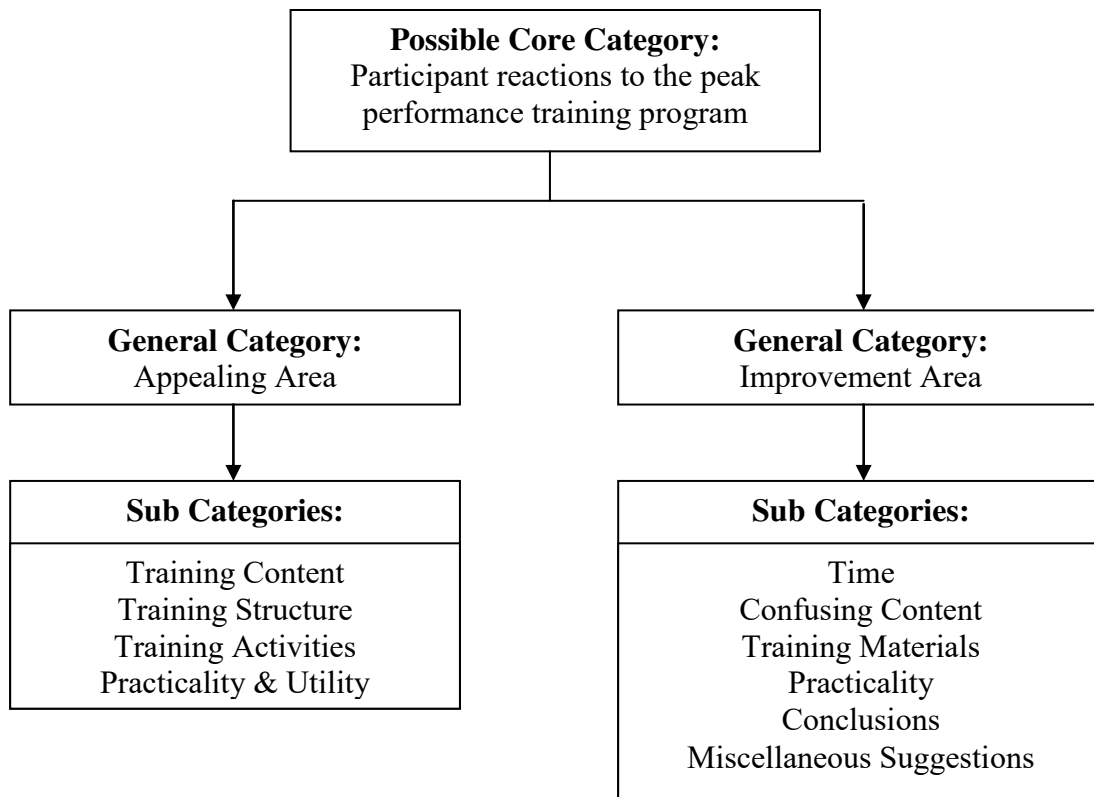 Possible Core Category:
Participant reactions to the peak
performance training program
General Category:
Appealing Area
General Category:
Improvement Area
Sub Categories:
Training Content
Training Structure
Training Activities
Practicality & Utility
Sub Categories:
Time
Confusing Content
Training Materials
Practicality
Conclusions
Miscellaneous Suggestions